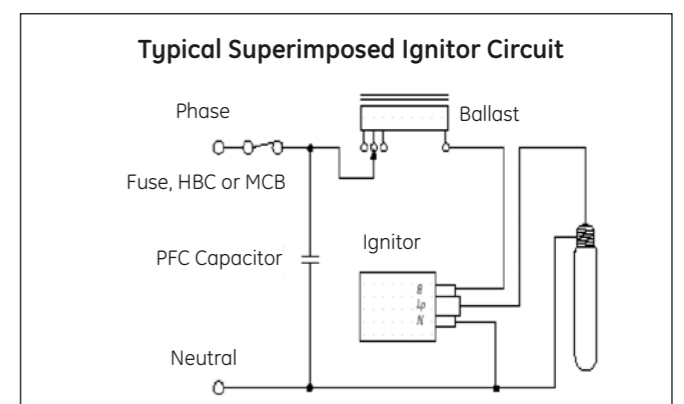 Typical Superimposed Ignitor Circuit
Phase
Ballast
Fuse, HBC or MCB
Ignitor
PFC Capacitor
B
Lp
N
Neutral